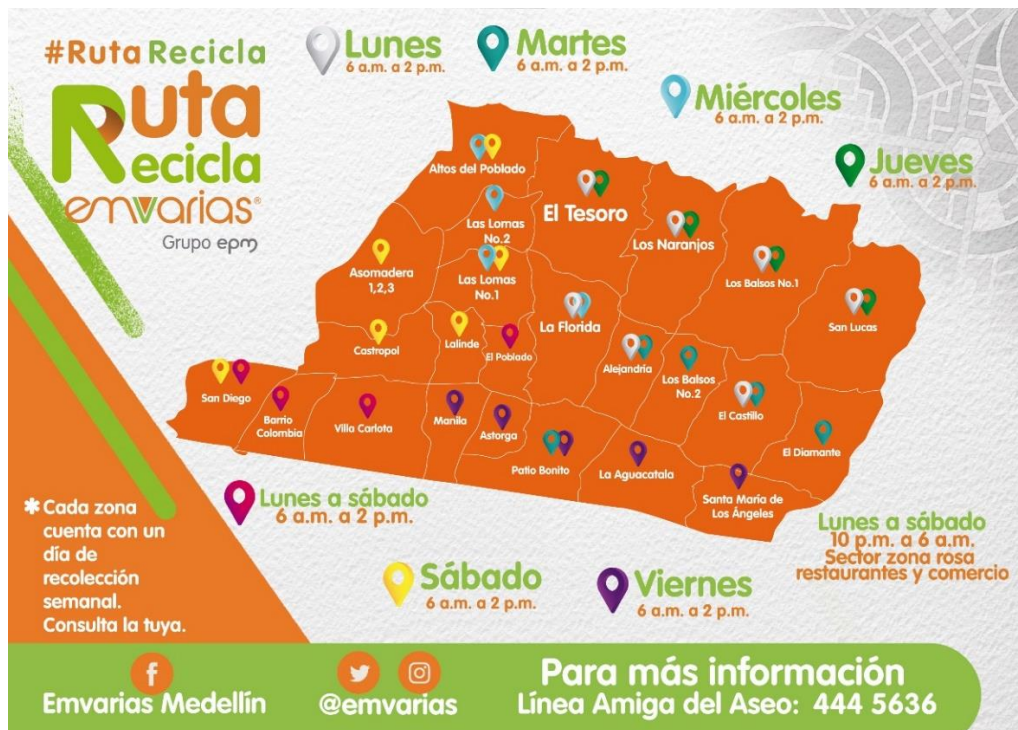 #Ruta Recicla
Ruta
Recicla
emvarias®
Grupo epm
Lunes
6 a.m. a 2 p.m.
Martes
6 a.m. a 2 p.m.
Miércoles
6 a.m. a 2 p.m.
Jueves
6 a.m. a 2 p.m.
Altos del Poblado
El Tesoro
Las Lomas
No.2
Los Naranjos
Asomadera
1,2,3
Las Lomas
No.1
Los Balsos No.1
La Florida
San Lucas
Castropol
Lalinde
El Poblado
Alejandría
Los Balsos
No.2
San Diego
Barrio
Colombia
Villa Carlota
Manila
Astorga
El Castillo
Patio Bonito
La Aguacatala
El Diamante
Santa María de
Los Ángeles
Lunes a sábado
6 a.m. a 2 p.m.
Lunes a sábado
10 p.m. a 6 a.m.
Sector zona rosa
restaurantes y comercio
Sábado
6 a.m. a 2 p.m.
Viernes
6 a.m. a 2 p.m.
✱ Cada zona
cuenta con un
día de
recolección
semanal.
Consulta la tuya.
Emvarias Medellín
@emvarias
Para más información
Línea Amiga del Aseo: 444 5636